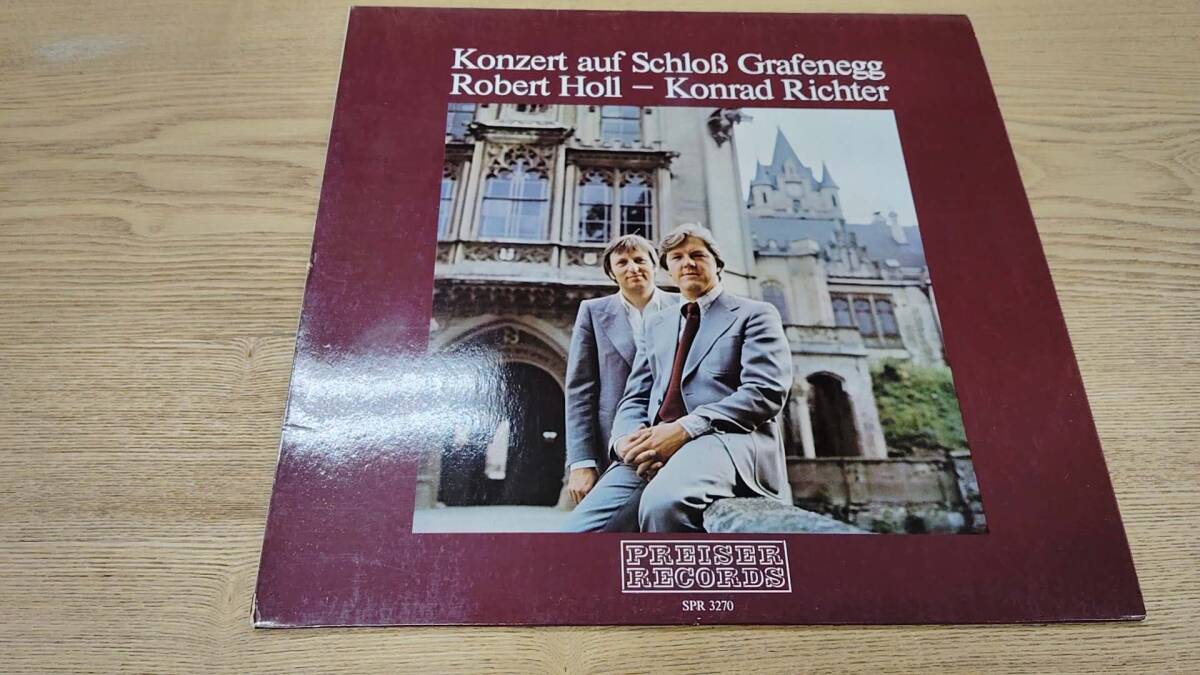 Konzert auf Schloß Grafenegg
Robert Holl – Konrad Richter
PREISER
RECORDS
SPR 3270